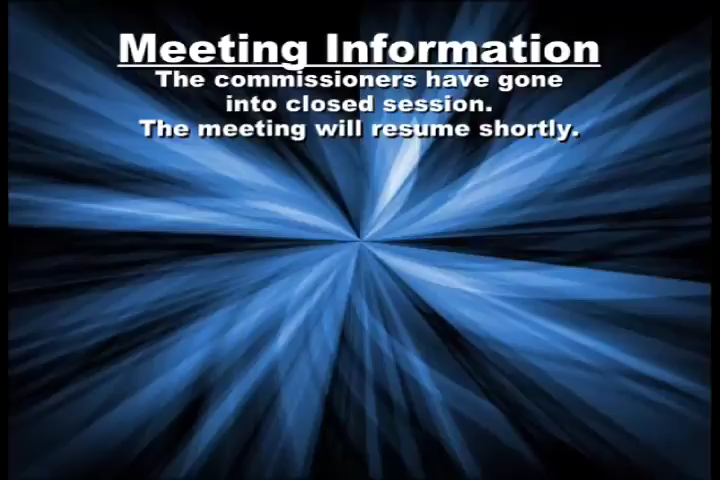 Meeting Information
The commissioners have gone
into closed session.
The meeting will resume shortly.